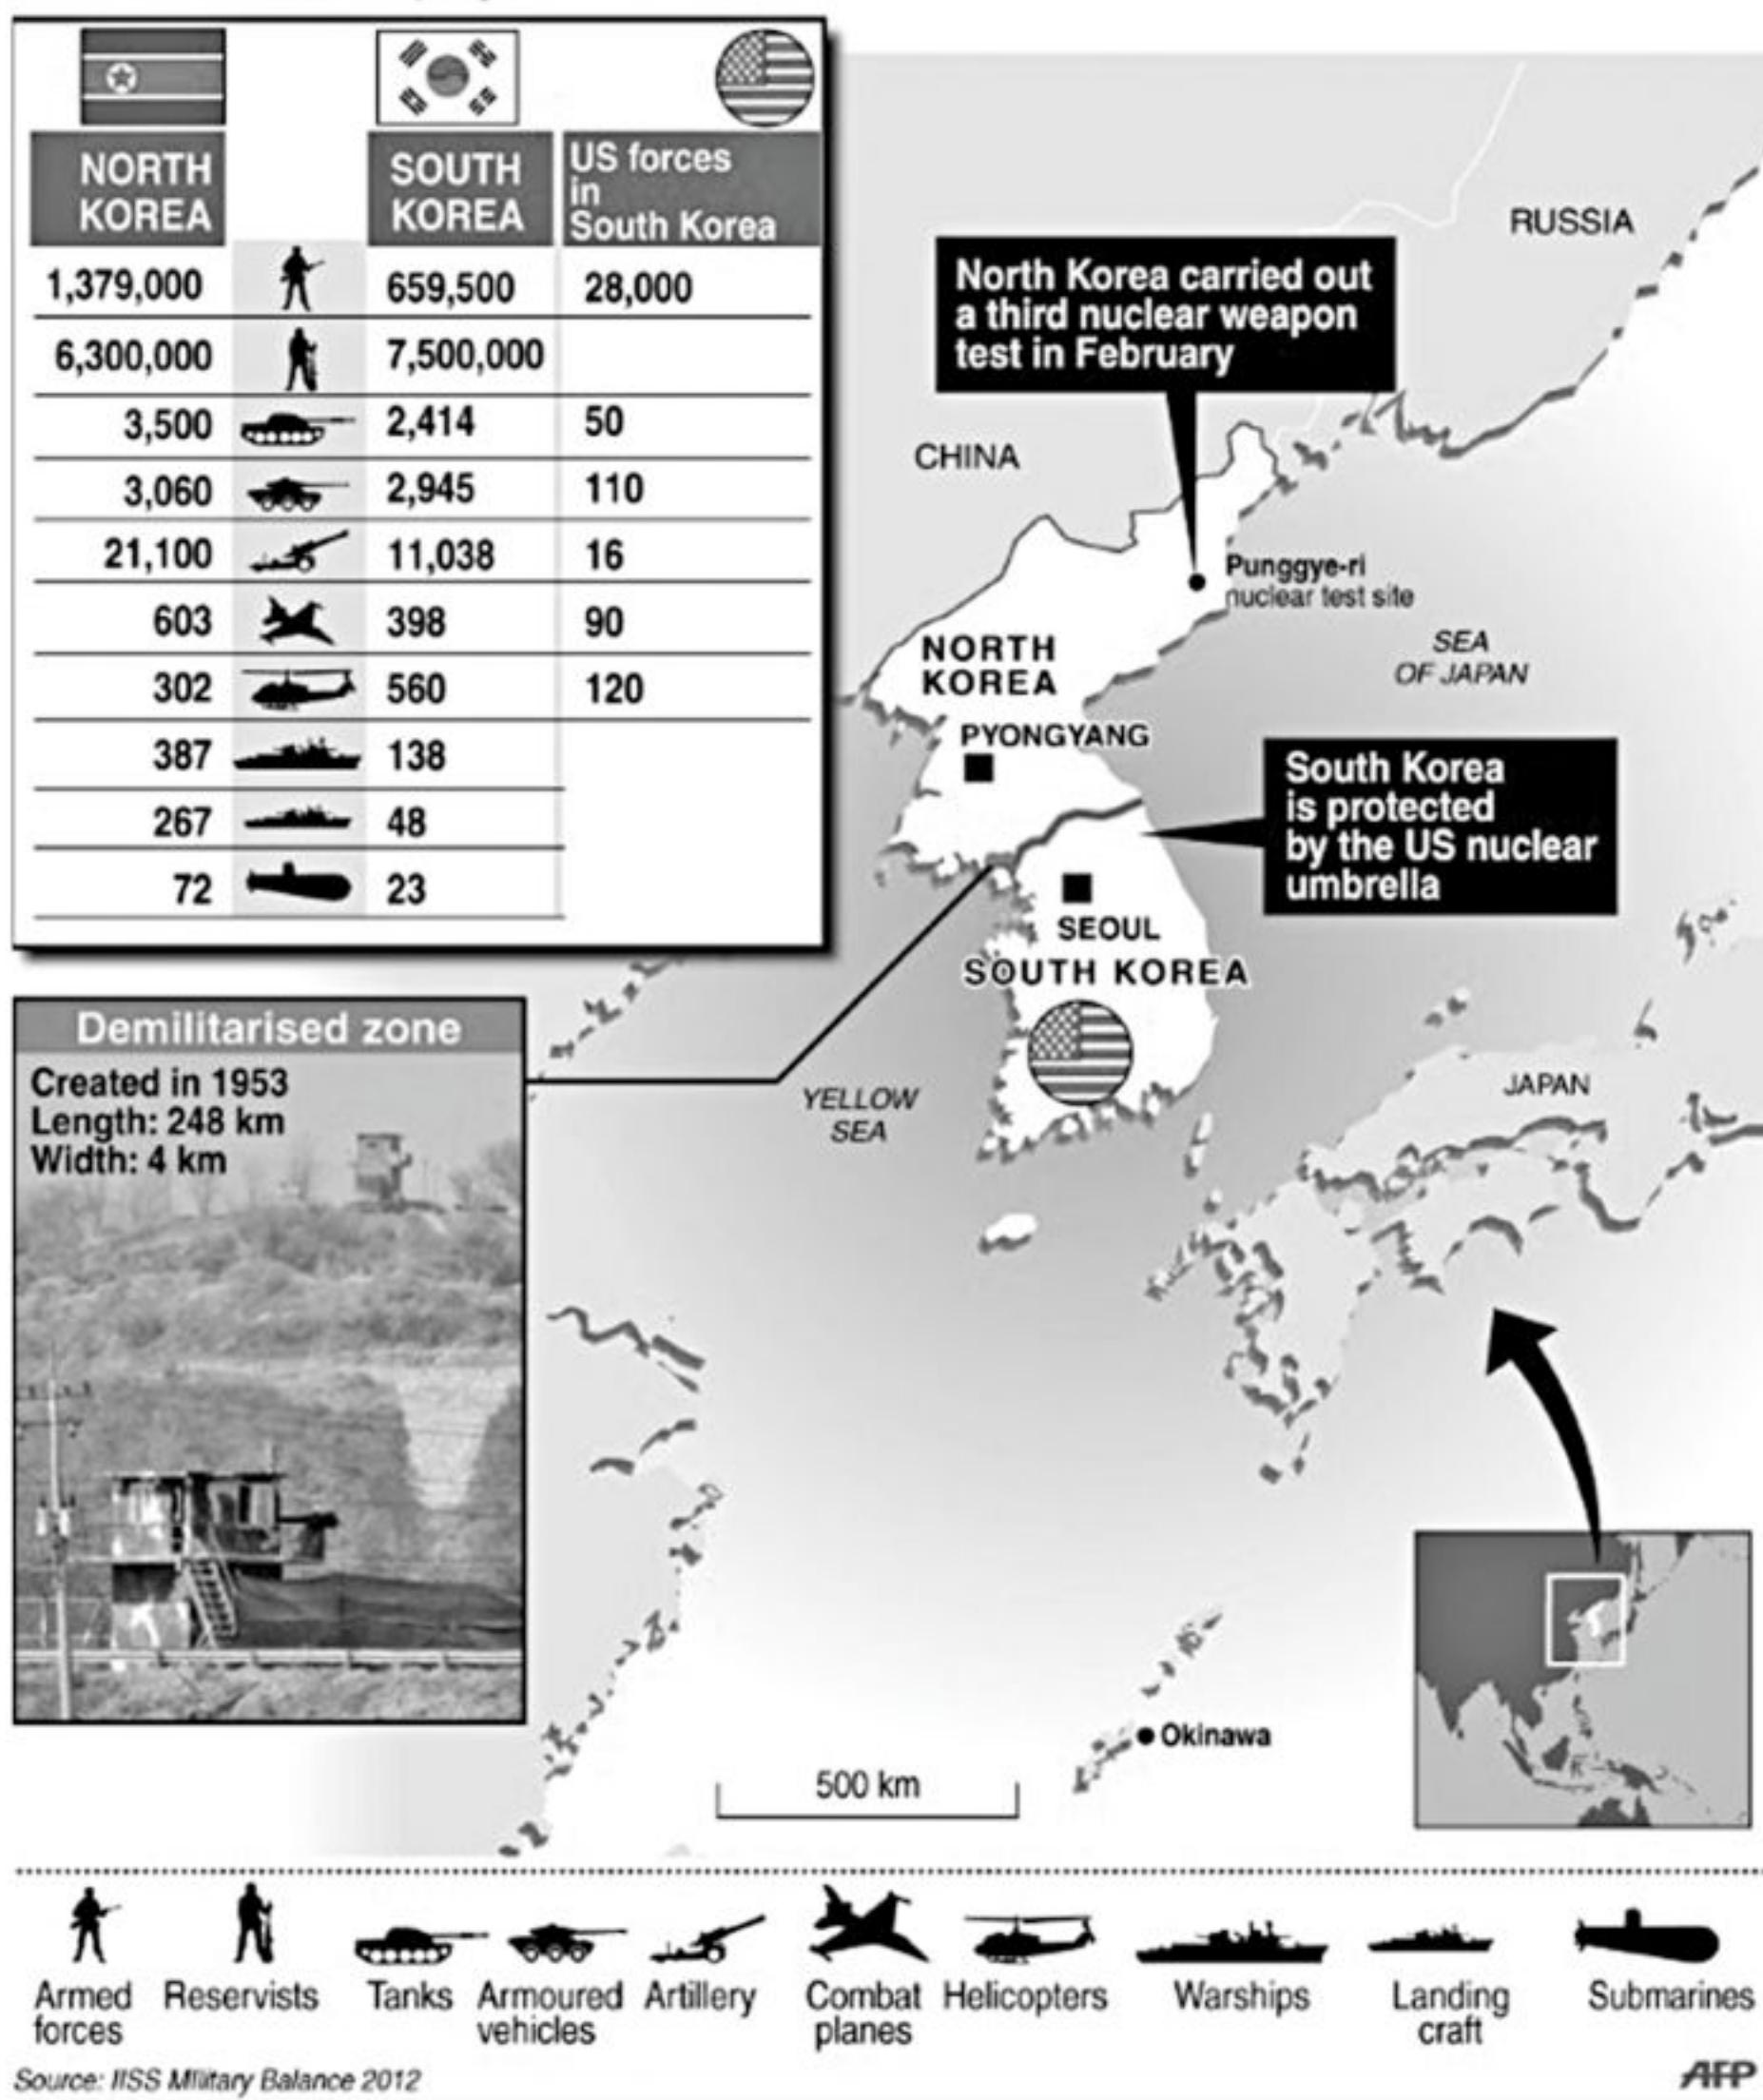 NORTH
KOREA
SOUTH
KOREA
US forces
in
South Korea
1,379,000 659,500 28,000
6,300,000 7,500,000
3,500 2,414 50
3,060 2,945 110
21,100 11,038 16
603 398 90
302 560 120
387 138
267 48
72 23
RUSSIA
North Korea carried out
a third nuclear weapon
test in February
CHINA
Punggye-ri
nuclear test site
SEA
OF JAPAN
NORTH
KOREA
PYONGYANG
South Korea
is protected
by the US nuclear
umbrella
SEOUL
SOUTH KOREA
Demilitarised zone
Created in 1953
Length: 248 km
Width: 4 km
YELLOW
SEA
JAPAN
Okinawa
500 km
Armed
forces
Reservists
Tanks
Armoured
vehicles
Artillery
Combat
planes
Helicopters
Warships
Landing
craft
Submarines
Source: IISS Military Balance 2012
AFP